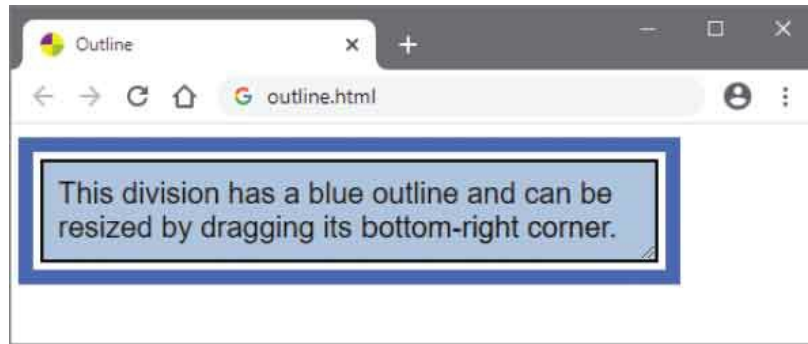 Outline
outline.html
This division has a blue outline and can be
resized by dragging its bottom-right corner.